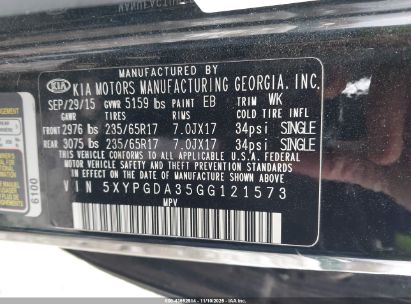 KIA KIA MOTORS MANUFACTURING GEORGIA, INC.
SEP/29/15 GVWR 5159 lbs PAINT EB TRIM WK
GAWR TIRES RIMS COLD TIRE INFL
FRONT 2976 lbs 235/65R17 7.0JX17 34psi SINGLE
REAR 3075 lbs 235/65R17 7.0JX17 34psi SINGLE
THIS VEHICLE CONFORMS TO ALL APPLICABLE U.S. FEDERAL
MOTOR VEHICLE SAFETY AND THEFT PREVENTION STANDARDS
IN EFFECT ON THE DATE OF MANUFACTURE SHOWN ABOVE.
VIN 5XYPGDA35GG121573
MPV
6100